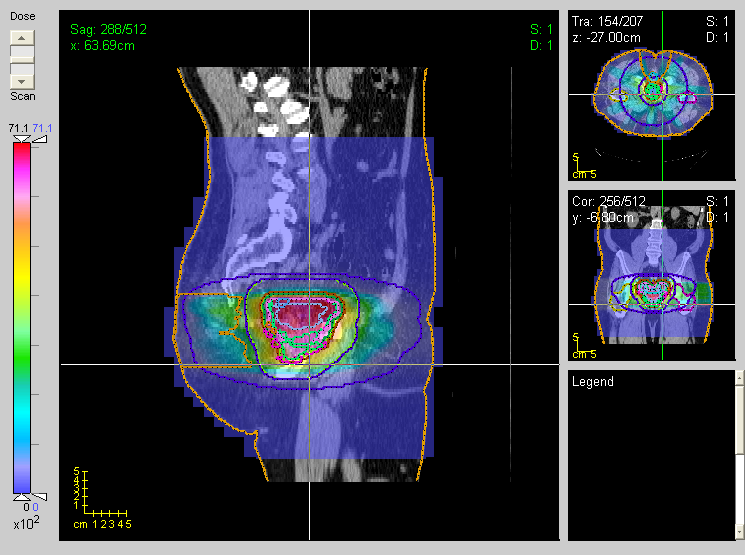 Dose
Scan
71.1 71.1
0 0
x10²
Sag: 288/512 S: 1
x: 63.69cm D: 1
5
4
3
2
1
cm 1 2 3 4 5
Tra: 154/207 S: 1
z: -27.00cm D: 1
5
cm 5
Cor: 256/512 S: 1
y: -6.80cm D: 1
5
cm 5
Legend